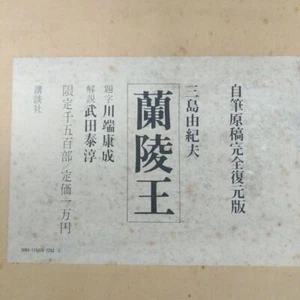 自筆原稿完全復元版
三島由紀夫
蘭陵王
題字 川端康成
解説 武田泰淳
限定千五百部・定価一万円
講談社